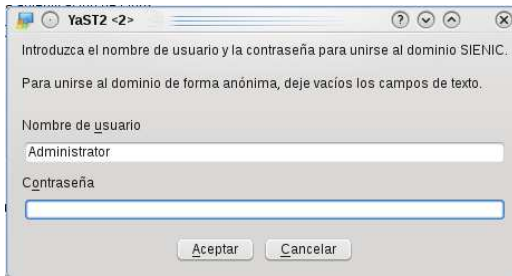 YaST2 <2>
Introduzca el nombre de usuario y la contraseña para unirse al dominio SIENIC.
Para unirse al dominio de forma anónima, deje vacíos los campos de texto.
Nombre de usuario
Administrator
Contraseña
Aceptar Cancelar